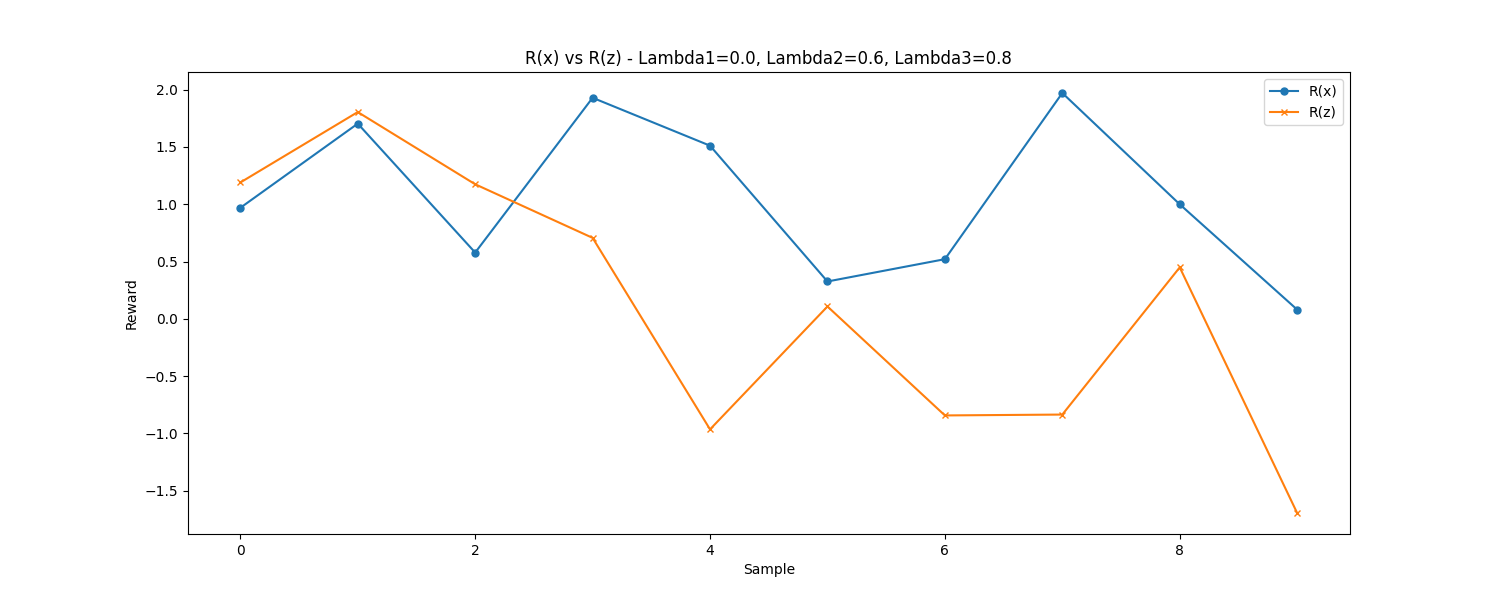 R(x) vs R(z) - Lambda1=0.0, Lambda2=0.6, Lambda3=0.8
R(x)
R(z)
2.0
1.5
1.0
0.5
0.0
−0.5
−1.0
−1.5
Reward
0 2 4 6 8
Sample